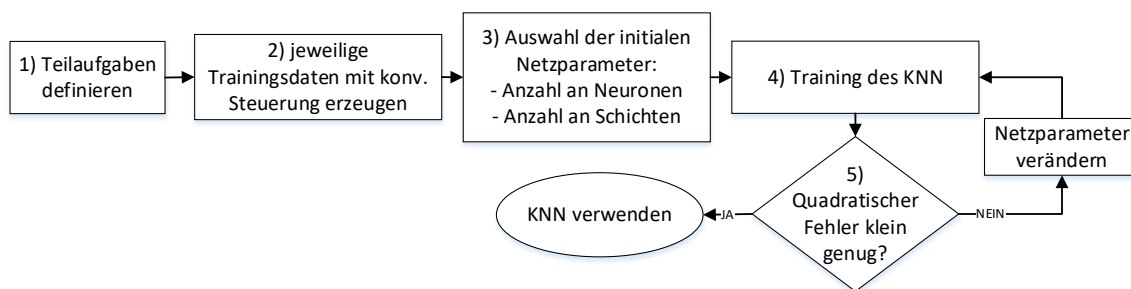 1) Teilaufgaben
definieren
2) jeweilige
Trainingsdaten mit konv.
Steuerung erzeugen
3) Auswahl der initialen
Netzparameter:
- Anzahl an Neuronen
- Anzahl an Schichten
4) Training des KNN
Netzparameter
verändern
5)
Quadratischer
Fehler klein
genug?
NEIN
JA
KNN verwenden